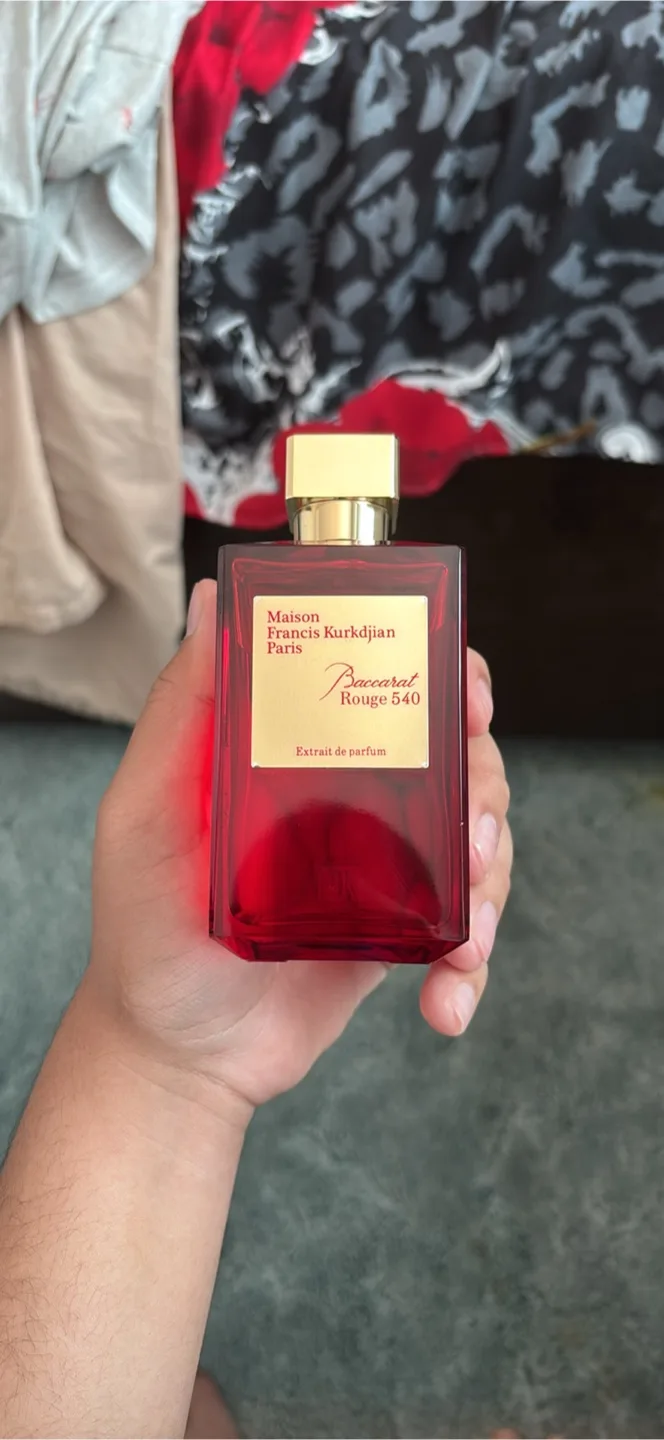 Maison
Francis Kurkdjian
Paris
Baccarat
Rouge 540
Extrait de parfum